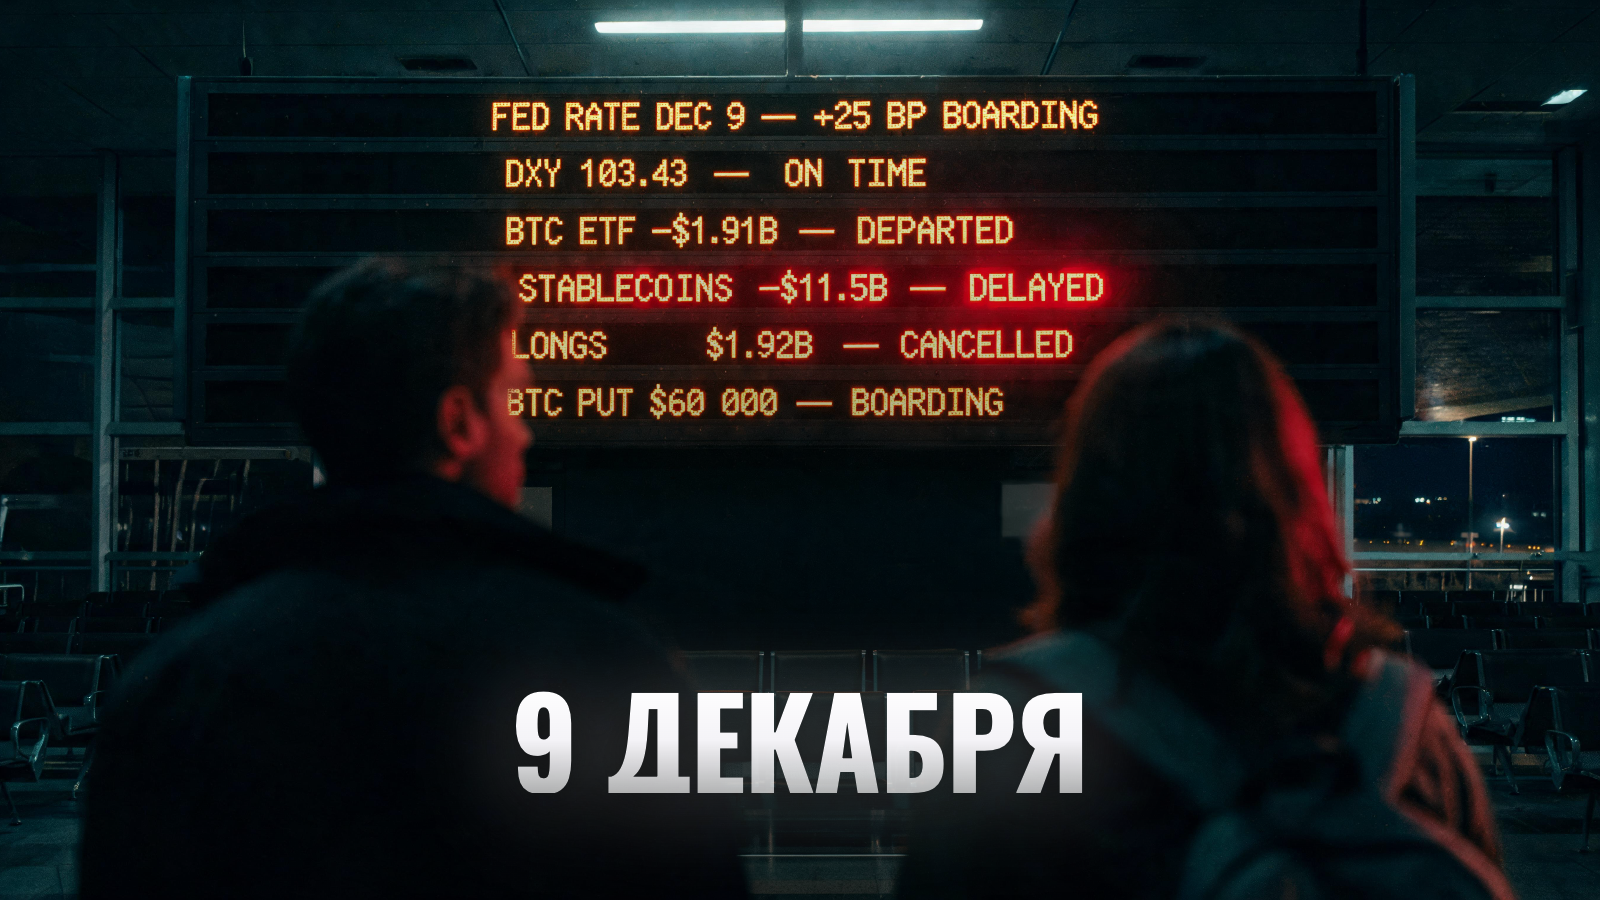 FED RATE DEC 9 — +25 BP BOARDING
DXY 103.43 — ON TIME
BTC ETF —$1.91B — DEPARTED
STABLECOINS —$11.5B — DELAYED
LONGS $1.92B — CANCELLED
BTC PUT $60 000 — BOARDING
9 ДЕКАБРЯ